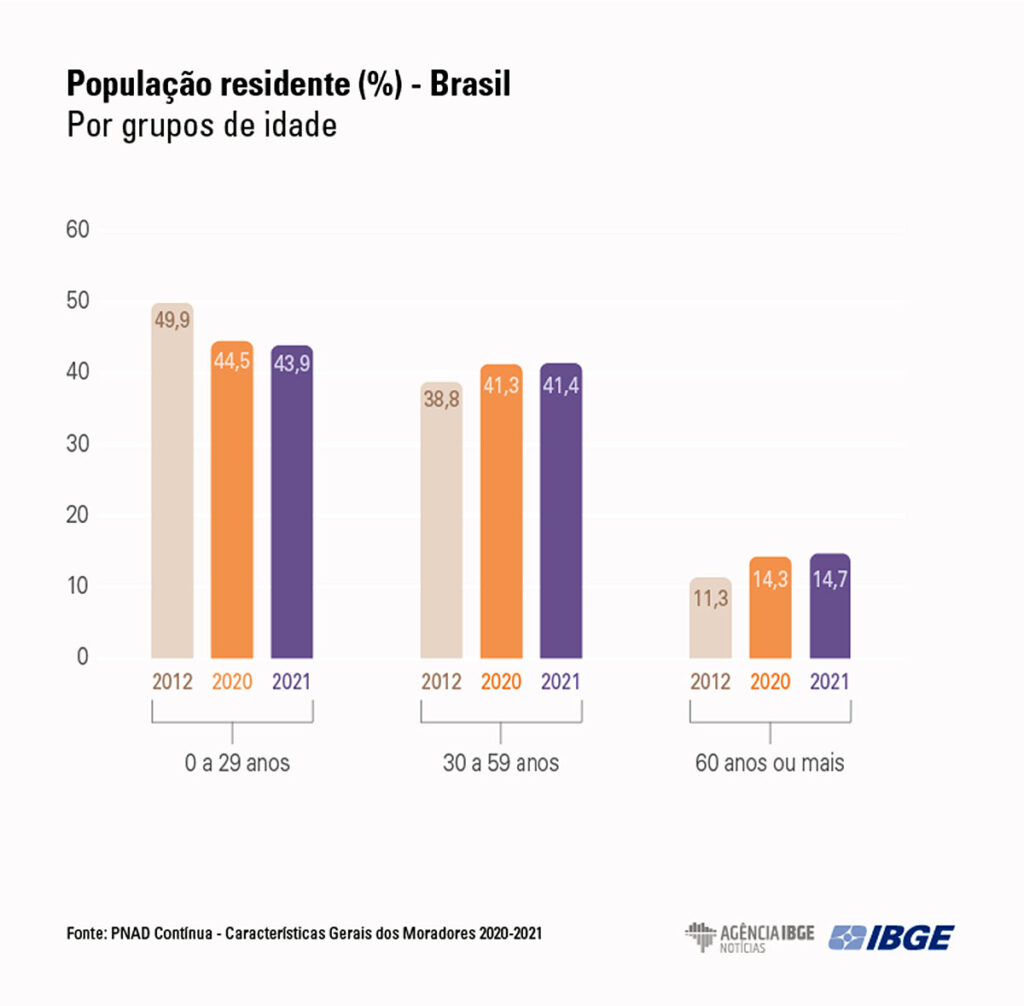 População residente (%) - Brasil
Por grupos de idade
60
50
40
30
20
10
0
49,9
44,5
43,9
38,8
41,3
41,4
11,3
14,3
14,7
2012 2020 2021
2012 2020 2021
2012 2020 2021
0 a 29 anos
30 a 59 anos
60 anos ou mais
Fonte: PNAD Contínua - Características Gerais dos Moradores 2020-2021
AGÊNCIA IBGE
NOTÍCIAS
IBGE